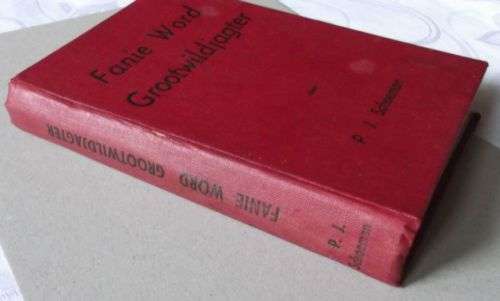 Fanie Word
Grootwildjagter
P. J. Schoeman
FANIE WORD GROOTWILDJAGTER
P. J.
Schoeman